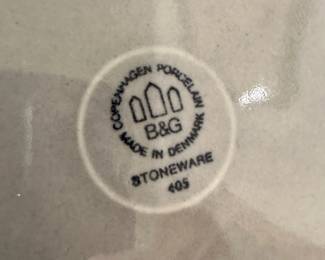 COPENHAGEN PORCELAIN
B&G
MADE IN DENMARK
STONEWARE
605